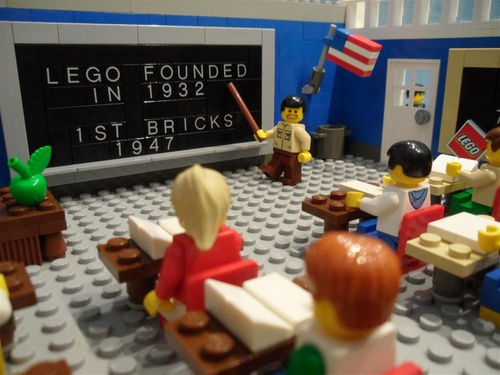 LEGO FOUNDED
IN 1932
1ST BRICKS
1947
LEGO